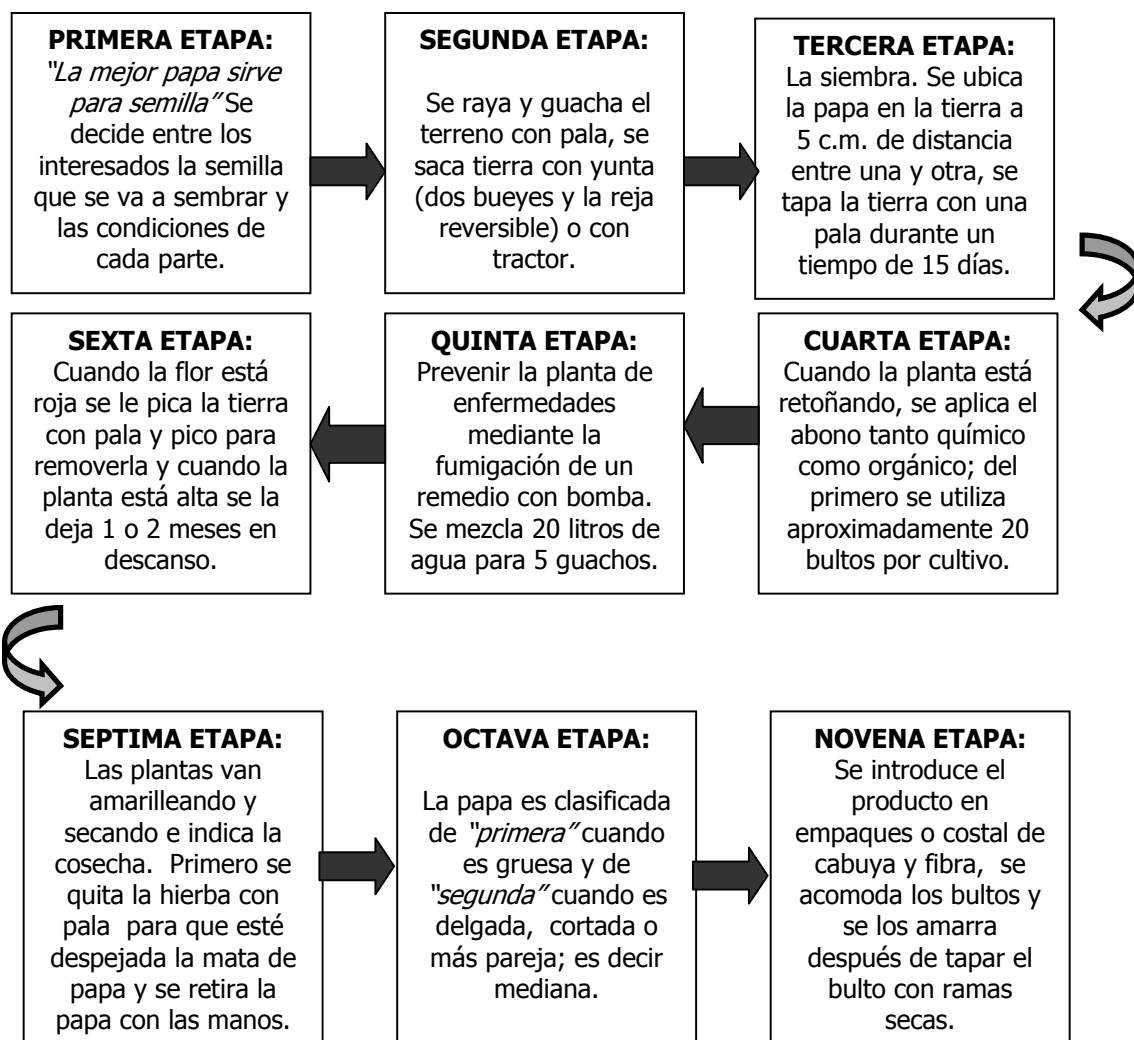 PRIMERA ETAPA:
“La mejor papa sirve
para semilla” Se
decide entre los
interesados la semilla
que se va a sembrar y
las condiciones de
cada parte.
SEGUNDA ETAPA:
Se raya y guacha el
terreno con pala, se
saca tierra con yunta
(dos bueyes y la reja
reversible) o con
tractor.
TERCERA ETAPA:
La siembra. Se ubica
la papa en la tierra a
5 c.m. de distancia
entre una y otra, se
tapa la tierra con una
pala durante un
tiempo de 15 días.
CUARTA ETAPA:
Cuando la planta está
retoñando, se aplica el
abono tanto químico
como orgánico; del
primero se utiliza
aproximadamente 20
bultos por cultivo.
QUINTA ETAPA:
Prevenir la planta de
enfermedades
mediante la
fumigación de un
remedio con bomba.
Se mezcla 20 litros de
agua para 5 guachos.
SEXTA ETAPA:
Cuando la flor está
roja se le pica la tierra
con pala y pico para
removerla y cuando la
planta está alta se la
deja 1 o 2 meses en
descanso.
SEPTIMA ETAPA:
Las plantas van
amarilleando y
secando e indica la
cosecha. Primero se
quita la hierba con
pala para que esté
despejada la mata de
papa y se retira la
papa con las manos.
OCTAVA ETAPA:
La papa es clasificada
de “primera” cuando
es gruesa y de
“segunda” cuando es
delgada, cortada o
más pareja; es decir
mediana.
NOVENA ETAPA:
Se introduce el
producto en
empaques o costal de
cabuya y fibra, se
acomoda los bultos y
se los amarra
después de tapar el
bulto con ramas
secas.